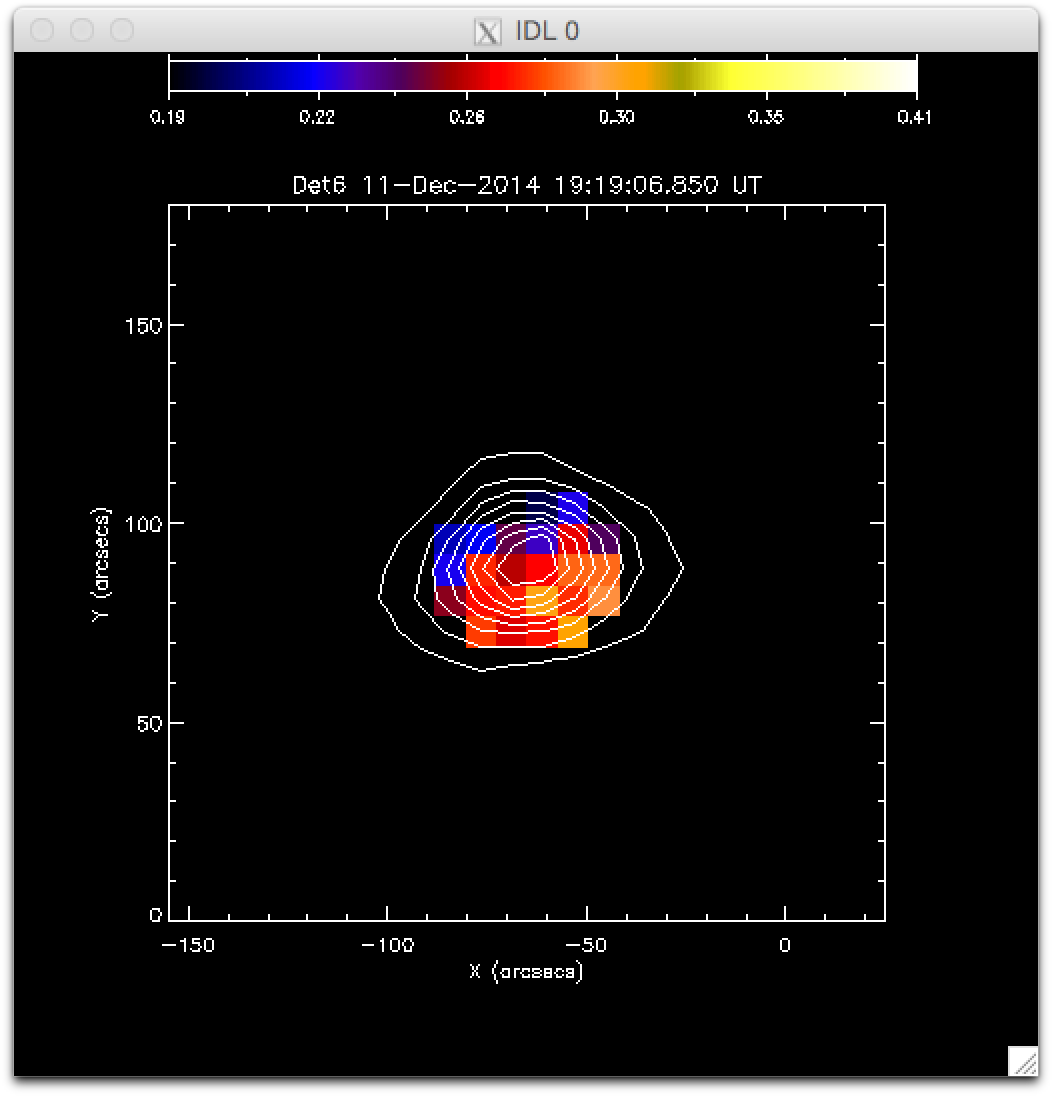 X IDL 0
0.19 0.22 0.26 0.30 0.35 0.41
Det6 11-Dec-2014 19:19:06.850 UT
150
100
50
0
Y (arcsecs)
-150 -100 -50 0
X (arcsecs)